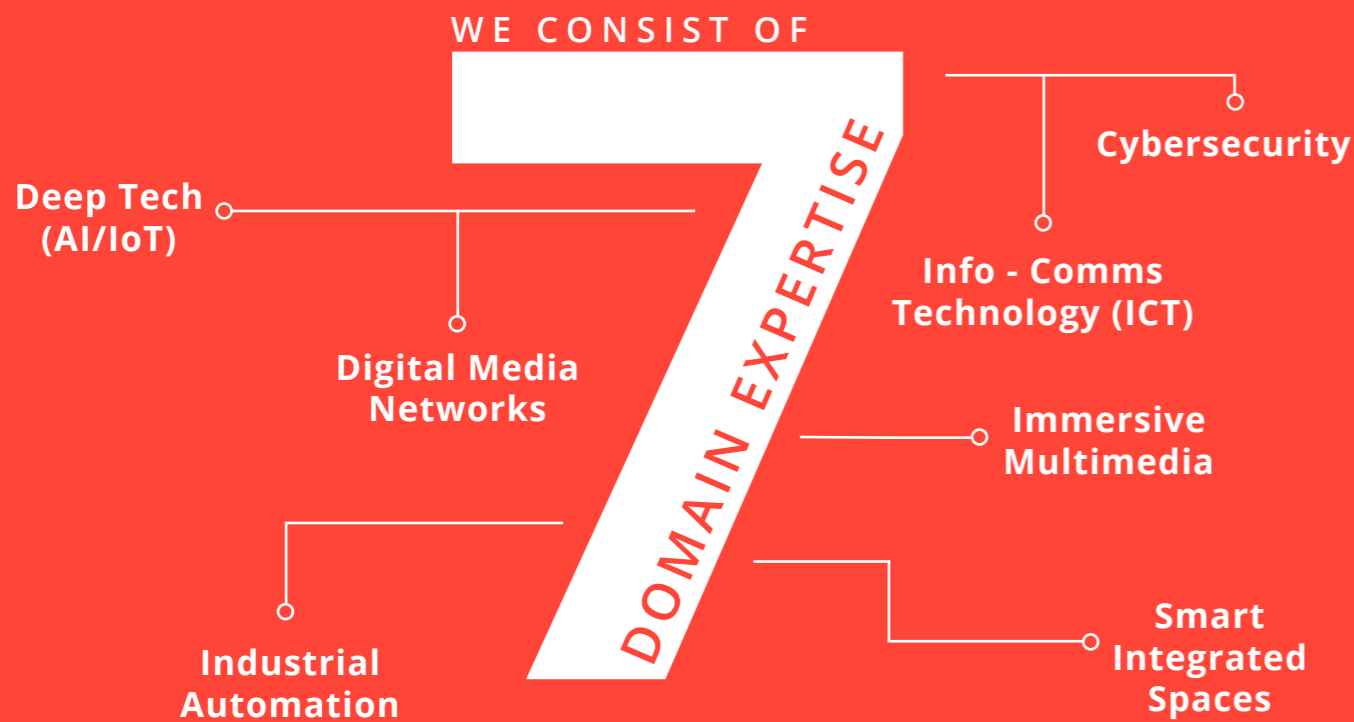 WE CONSIST OF
7
DOMAIN EXPERTISE
Cybersecurity
Deep Tech
(AI/IoT)
Info - Comms
Technology (ICT)
Digital Media
Networks
Immersive
Multimedia
Industrial
Automation
Smart
Integrated
Spaces